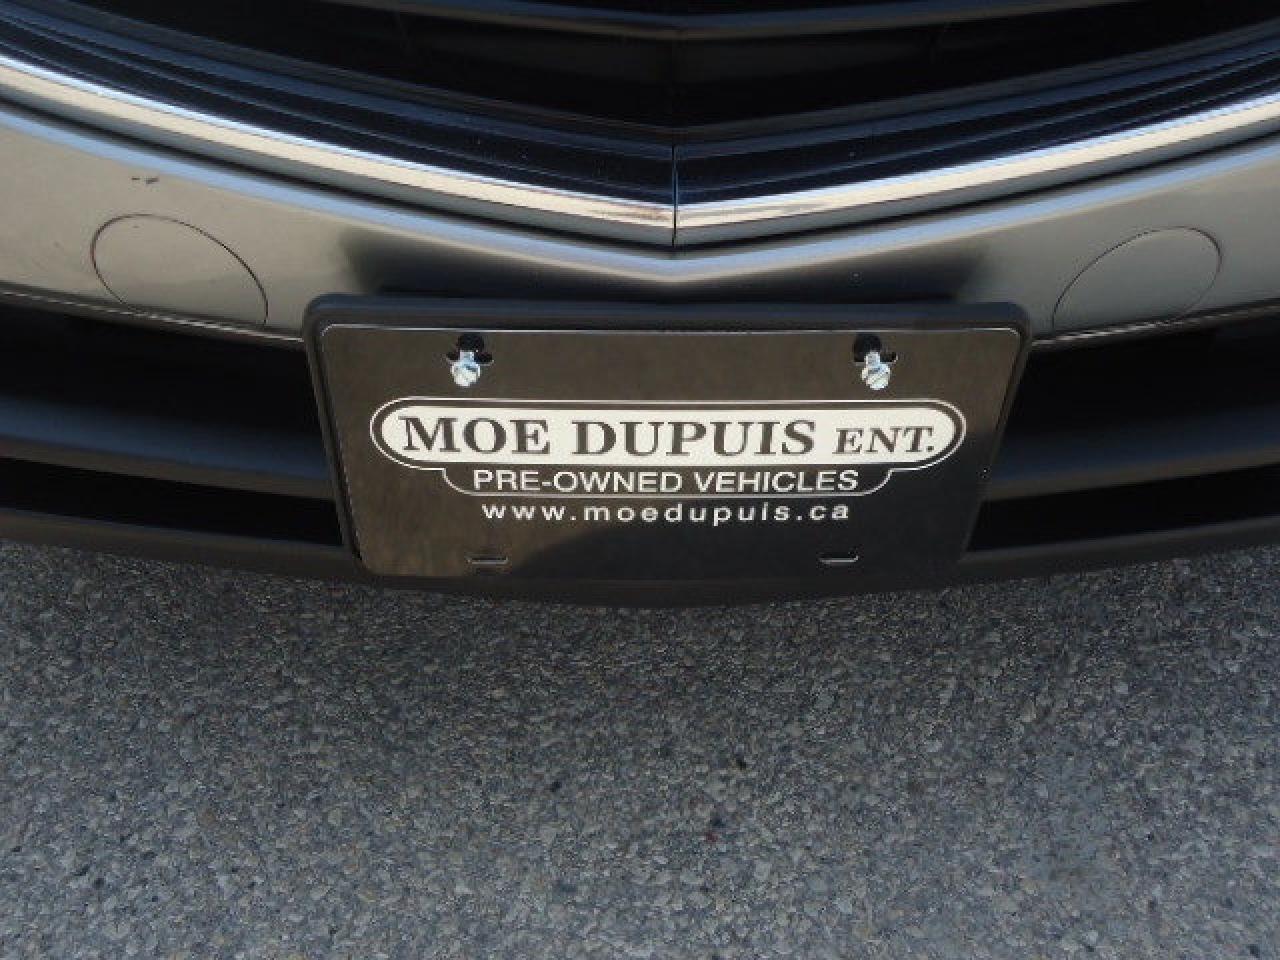 MOE DUPUIS ENT.
PRE-OWNED VEHICLES
www.moedupuis.ca